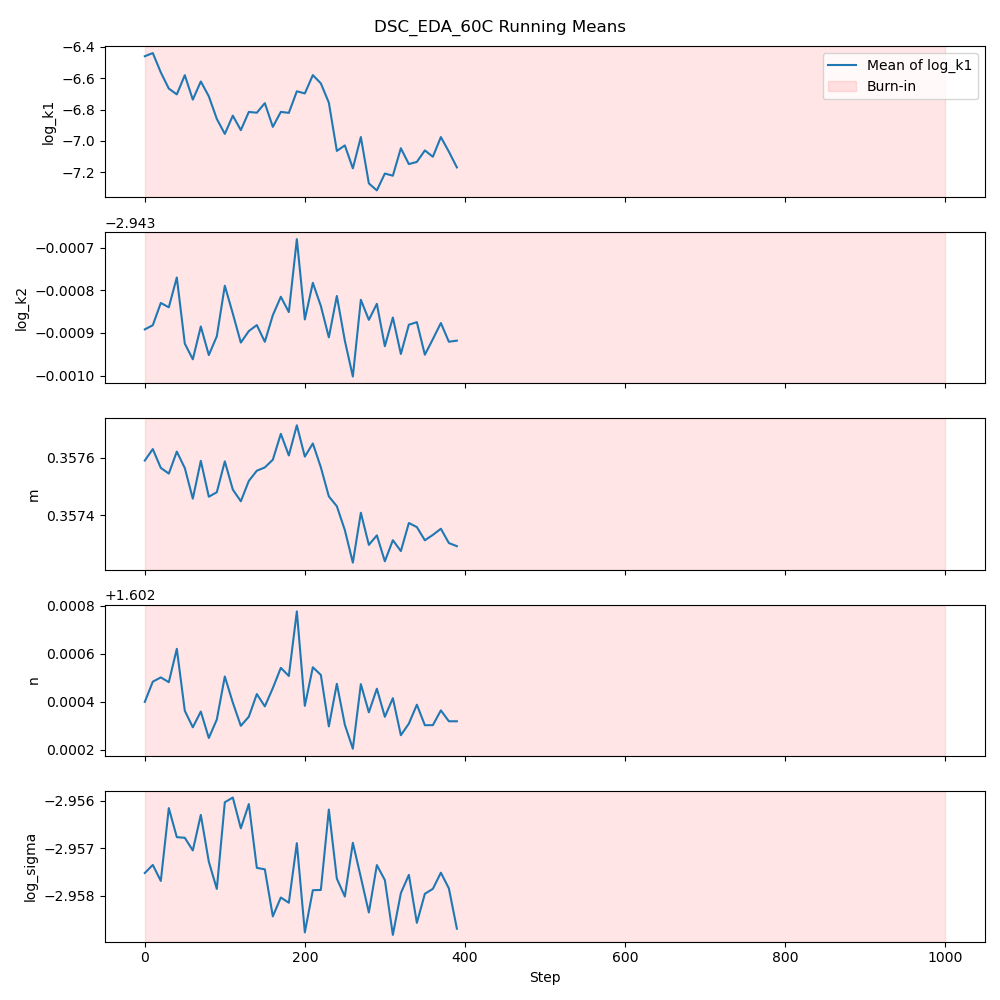 DSC_EDA_60C Running Means
Mean of log_k1
Burn-in
−6.4
−6.6
−6.8
−7.0
−7.2
log_k1
−2.943
−0.0007
−0.0008
−0.0009
−0.0010
log_k2
0.3576
0.3574
m
+1.602
0.0008
0.0006
0.0004
0.0002
n
−2.956
−2.957
−2.958
log_sigma
0 200 400 600 800 1000
Step